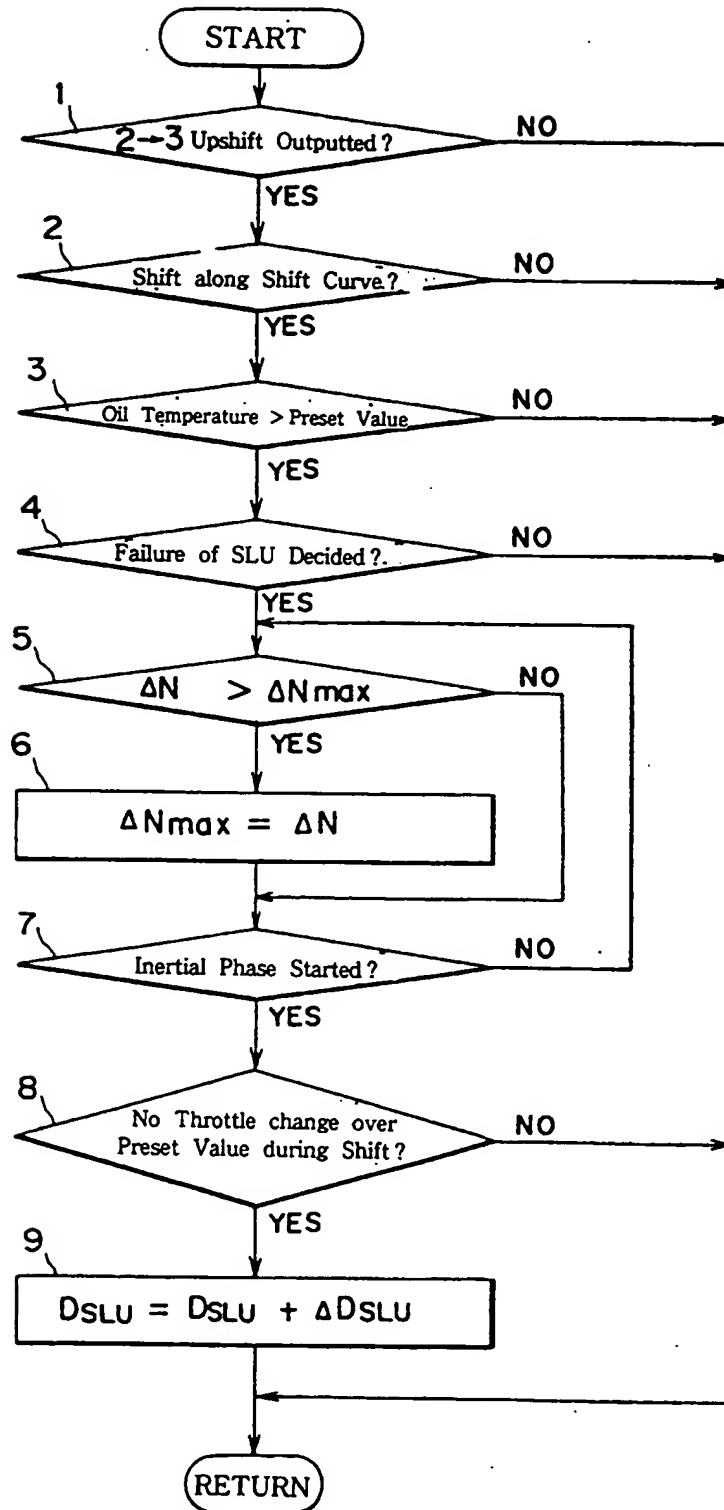 START
1
2→3 Upshift Outputted?
NO
YES
2
Shift along Shift Curve?
NO
YES
3
Oil Temperature > Preset Value
NO
YES
4
Failure of SLU Decided?
NO
YES
5
ΔN > ΔNmax
NO
YES
6
ΔNmax = ΔN
7
Inertial Phase Started?
NO
YES
8
No Throttle change over
Preset Value during Shift?
NO
YES
9
DSLU = DSLU + ΔDSLU
RETURN